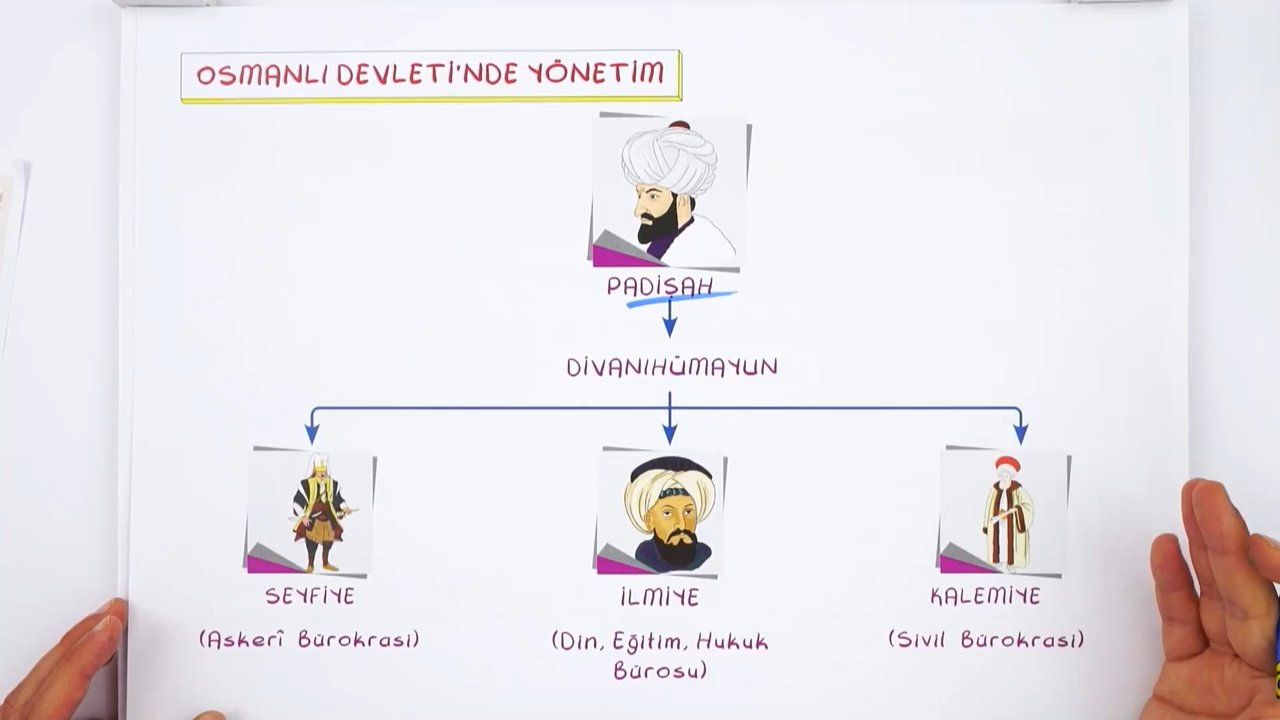 OSMANLI DEVLETİ'NDE YÖNETİM
PADİŞAH
DİVANIHÜMAYUN
SEYFİYE
İLMİYE
KALEMİYE
(Askerî Bürokrasi)
(Din, Eğitim, Hukuk
Bürosu)
(Sivil Bürokrasi)